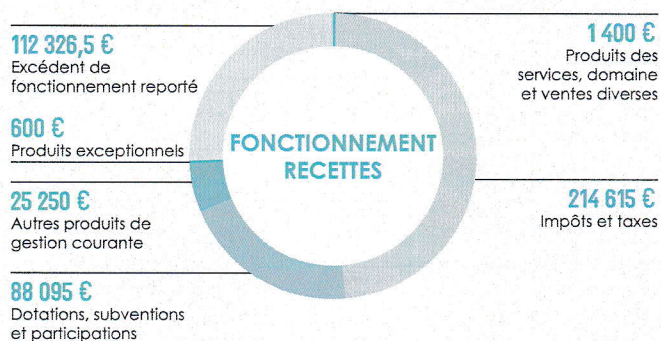 112 326,5 €
Excédent de
fonctionnement reporté
600 €
Produits exceptionnels
25 250 €
Autres produits de
gestion courante
88 095 €
Dotations, subventions
et participations
FONCTIONNEMENT
RECETTES
1 400 €
Produits des
services, domaine
et ventes diverses
214 615 €
Impôts et taxes